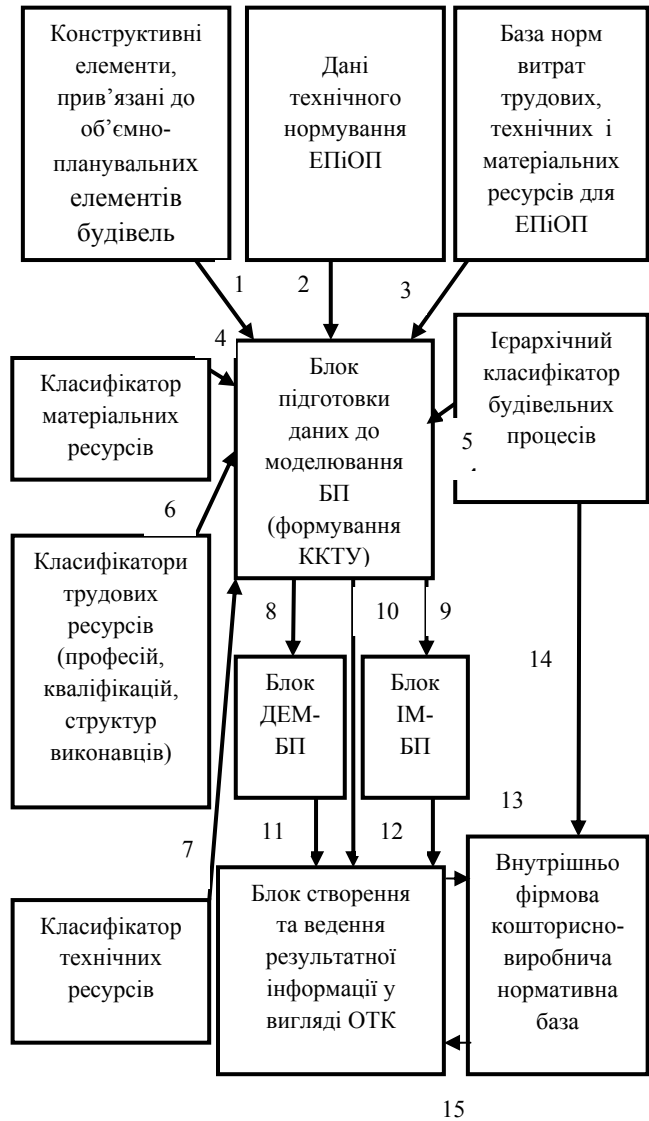 Конструктивні
елементи,
прив’язані до
об’ємно-
планувальних
елементів
будівель
Дані
технічного
нормування
ЕПіОП
База норм
витрат
трудових,
технічних і
матеріальних
ресурсів для
ЕПіОП
1
2
3
4
Класифікатор
матеріальних
ресурсів
Блок
підготовки
даних до
моделювання
БП
(формування
ККТУ)
Ієрархічний
класифікатор
будівельних
процесів
5
6
Класифікатори
трудових
ресурсів
(професій,
кваліфікацій,
структур
виконавців)
8
10
9
14
Блок
ДЕМ-
БП
Блок
ІМ-
БП
7
11
12
13
Класифікатор
технічних
ресурсів
Блок створення
та ведення
результатної
інформації у
вигляді ОТК
Внутрішньо
фірмова
кошторисно-
виробнича
нормативна
база
15